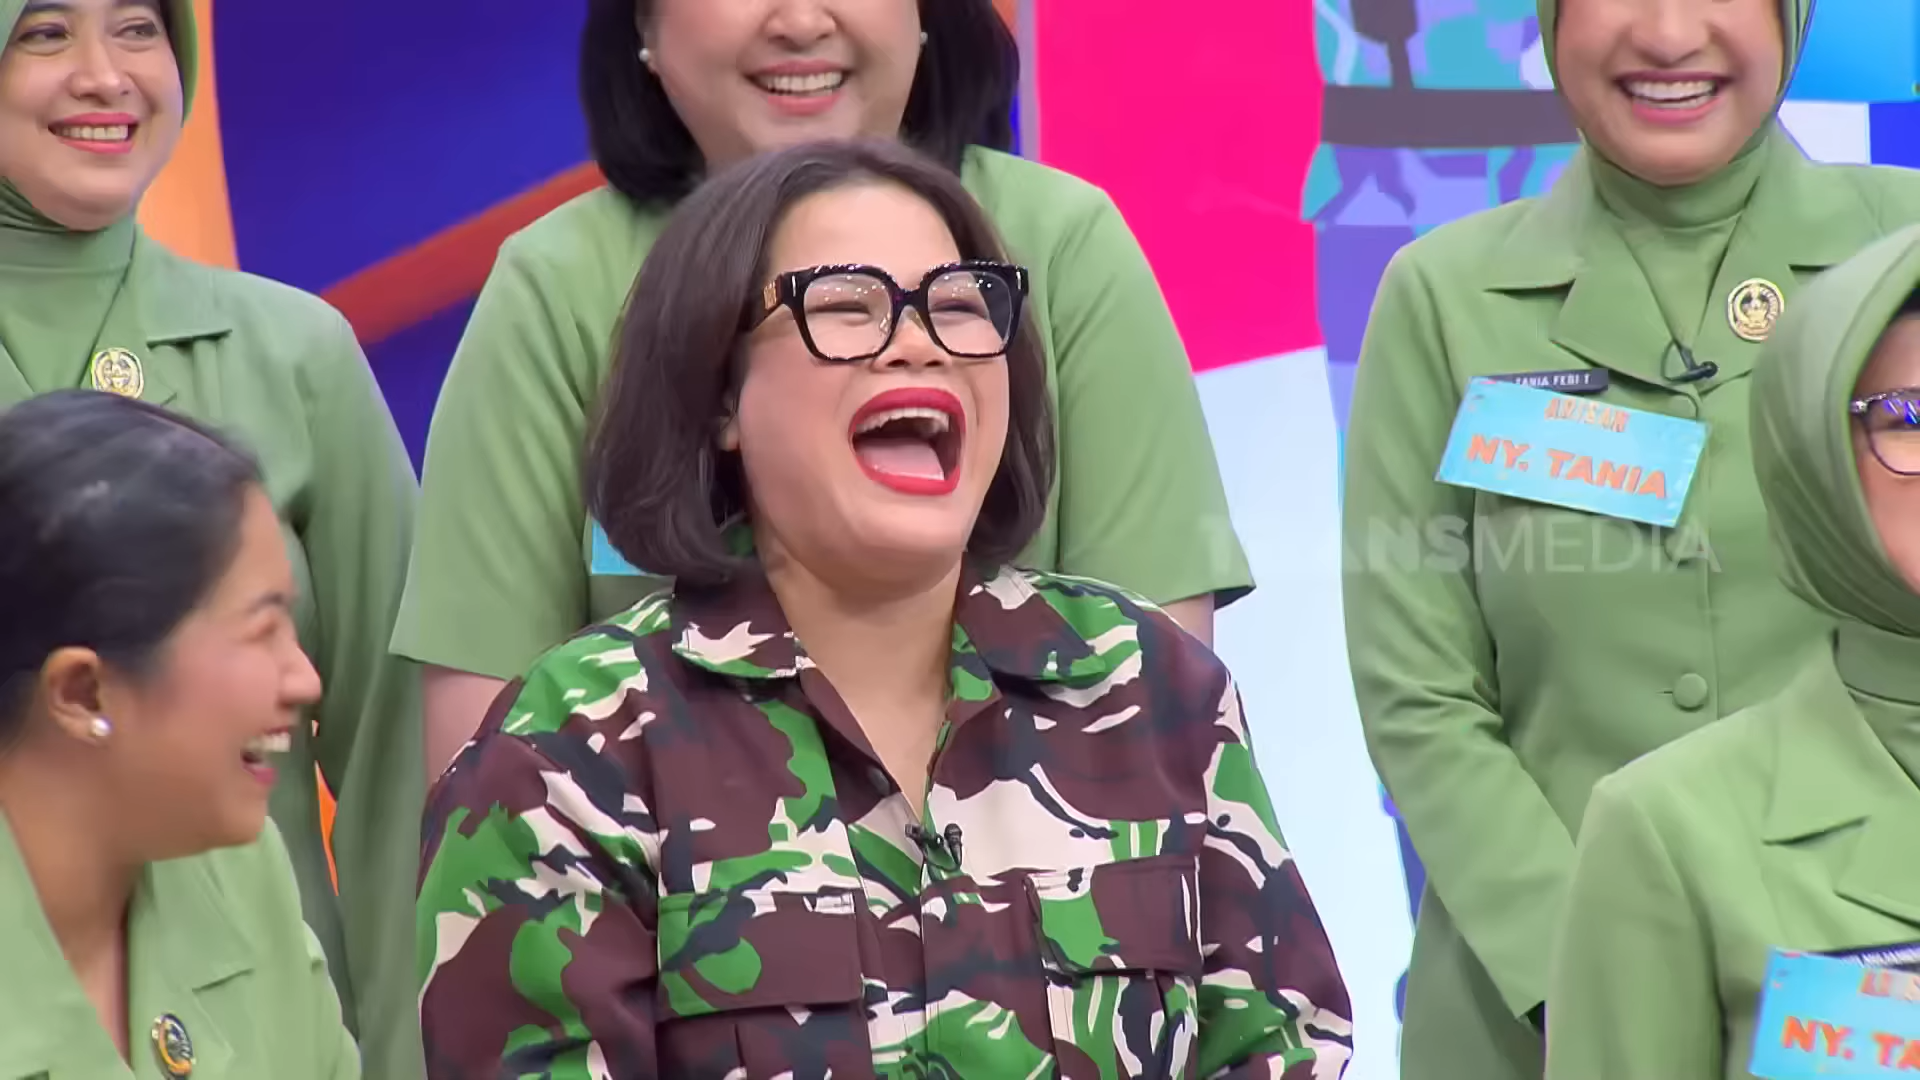 TANIA FEBI T
ARISAN
NY. TANIA
TRANSMEDIA
NY. TA